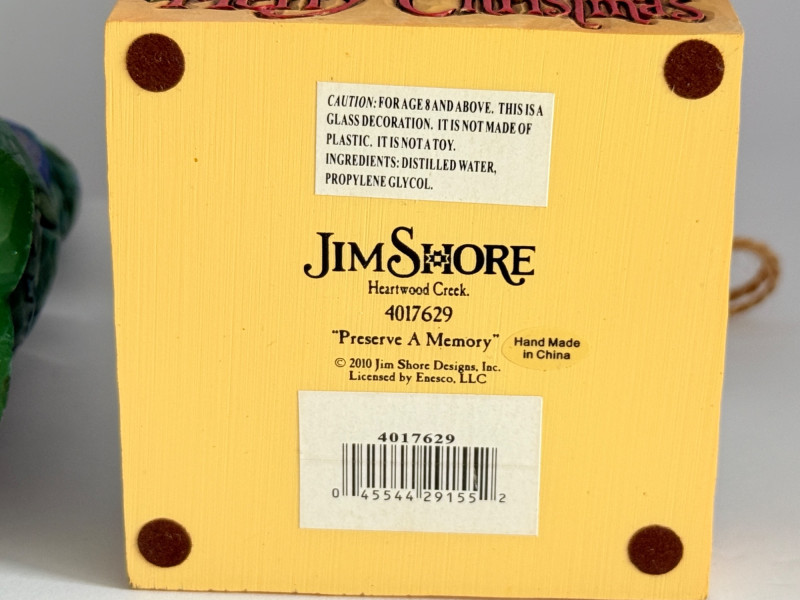 Merry Christmas
CAUTION: FOR AGE 8 AND ABOVE. THIS IS A
GLASS DECORATION. IT IS NOT MADE OF
PLASTIC. IT IS NOT A TOY.
INGREDIENTS: DISTILLED WATER,
PROPYLENE GLYCOL.
JIM SHORE
Heartwood Creek.
4017629
"Preserve A Memory"
Hand Made
in China
© 2010 Jim Shore Designs, Inc.
Licensed by Enesco, LLC
4017629
0 45544 29155 2